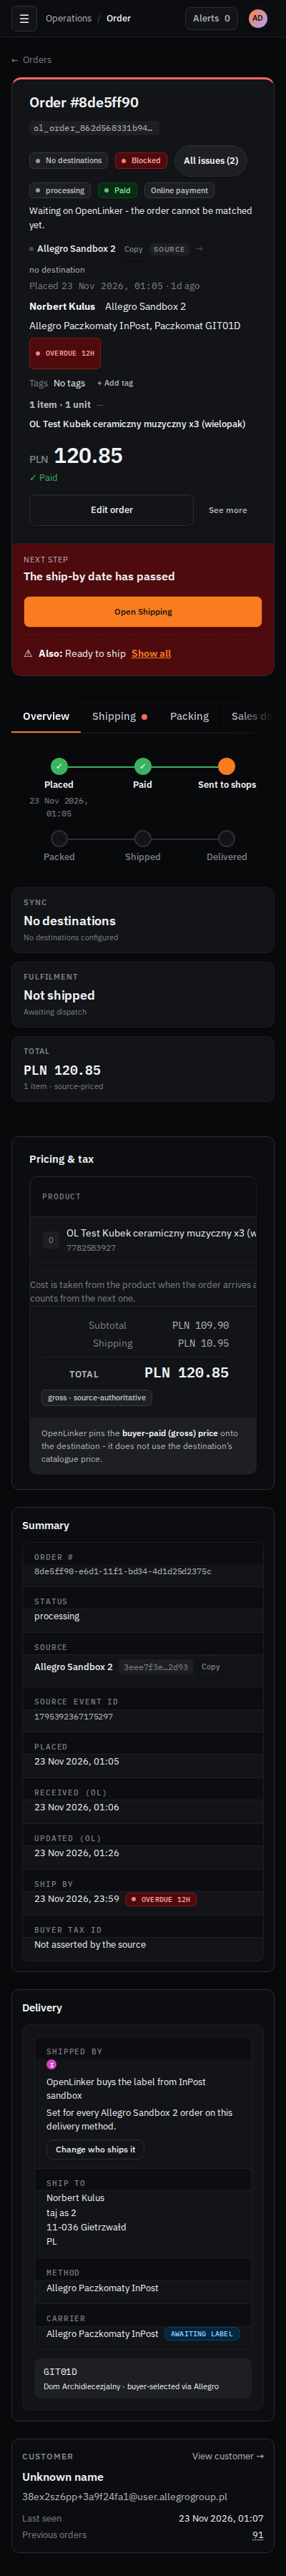 ☰ Operations / Order Alerts 0 AD
← Orders
Order #8de5ff90
ol_order_862d568331b94…
No destinations Blocked All issues (2)
processing Paid Online payment
Waiting on OpenLinker - the order cannot be matched
yet.
Allegro Sandbox 2 Copy SOURCE →
no destination
Placed 23 Nov 2026, 01:05 · 1d ago
Norbert Kulus Allegro Sandbox 2
Allegro Paczkomaty InPost, Paczkomat GIT01D
OVERDUE 12H
Tags No tags + Add tag
1 item · 1 unit —
OL Test Kubek ceramiczny muzyczny x3 (wielopak)
PLN 120.85
✓ Paid
Edit order See more
NEXT STEP
The ship-by date has passed
Open Shipping
⚠ Also: Ready to ship Show all
Overview Shipping Packing Sales do
✓ ✓
Placed Paid Sent to shops
23 Nov 2026,
01:05
Packed Shipped Delivered
SYNC
No destinations
No destinations configured
FULFILMENT
Not shipped
Awaiting dispatch
TOTAL
PLN 120.85
1 item · source-priced
Pricing & tax
PRODUCT
O OL Test Kubek ceramiczny muzyczny x3 (w
7782583927
Cost is taken from the product when the order arrives a
counts from the next one.
Subtotal PLN 109.90
Shipping PLN 10.95
TOTAL PLN 120.85
gross · source-authoritative
OpenLinker pins the buyer-paid (gross) price onto
the destination - it does not use the destination's
catalogue price.
Summary
ORDER #
8de5ff90-e6d1-11f1-bd34-4d1d25d2375c
STATUS
processing
SOURCE
Allegro Sandbox 2 3eee7f3e…2d93 Copy
SOURCE EVENT ID
1795392367175297
PLACED
23 Nov 2026, 01:05
RECEIVED (OL)
23 Nov 2026, 01:06
UPDATED (OL)
23 Nov 2026, 01:26
SHIP BY
23 Nov 2026, 23:59 OVERDUE 12H
BUYER TAX ID
Not asserted by the source
Delivery
SHIPPED BY
I
OpenLinker buys the label from InPost
sandbox
Set for every Allegro Sandbox 2 order on this
delivery method.
Change who ships it
SHIP TO
Norbert Kulus
taj as 2
11-036 Gietrzwałd
PL
METHOD
Allegro Paczkomaty InPost
CARRIER
Allegro Paczkomaty InPost AWAITING LABEL
GIT01D
Dom Archidiecezjalny · buyer-selected via Allegro
CUSTOMER View customer →
Unknown name
38ex2sz6pp+3a9f24fa1@user.allegrogroup.pl
Last seen 23 Nov 2026, 01:07
Previous orders 91